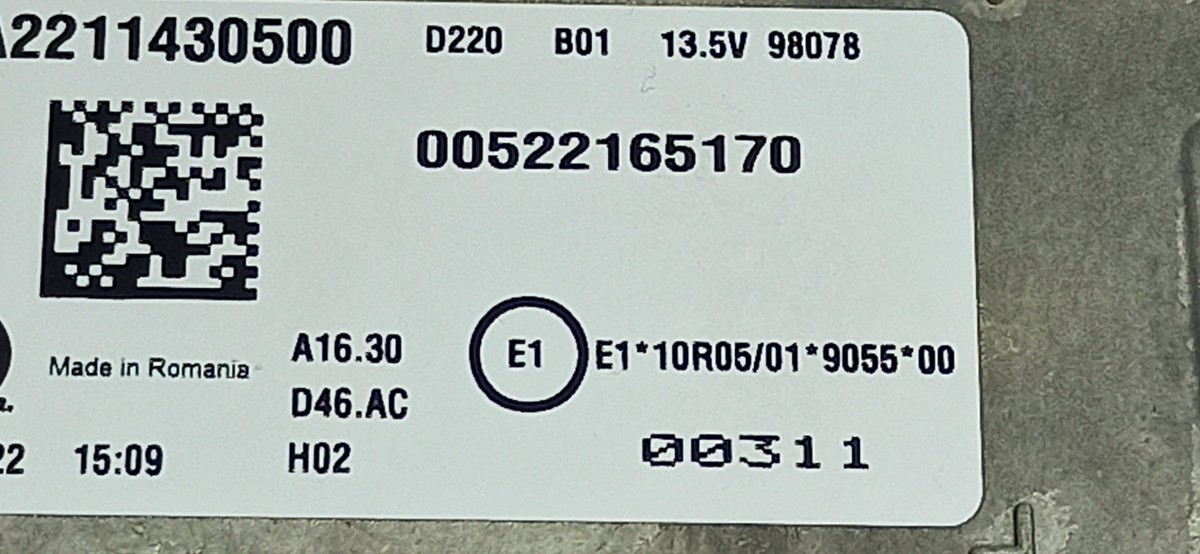 A2211430500 D220 B01 13.5V 98078
00522165170
Made in Romania
A16.30
D46.AC
H02
E1 E1*10R05/01*9055*00
22 15:09
00311